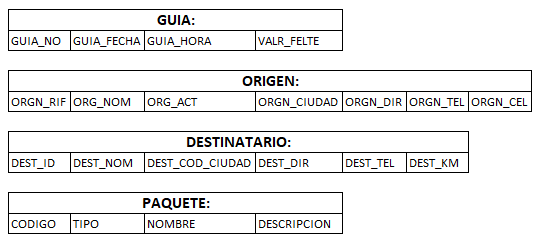 GUIA:
GUIA_NO GUIA_FECHA GUIA_HORA VALR_FELTE
ORIGEN:
ORGN_RIF ORG_NOM ORG_ACT ORGN_CIUDAD ORGN_DIR ORGN_TEL ORGN_CEL
DESTINATARIO:
DEST_ID DEST_NOM DEST_COD_CIUDAD DEST_DIR DEST_TEL DEST_KM
PAQUETE:
CODIGO TIPO NOMBRE DESCRIPCION